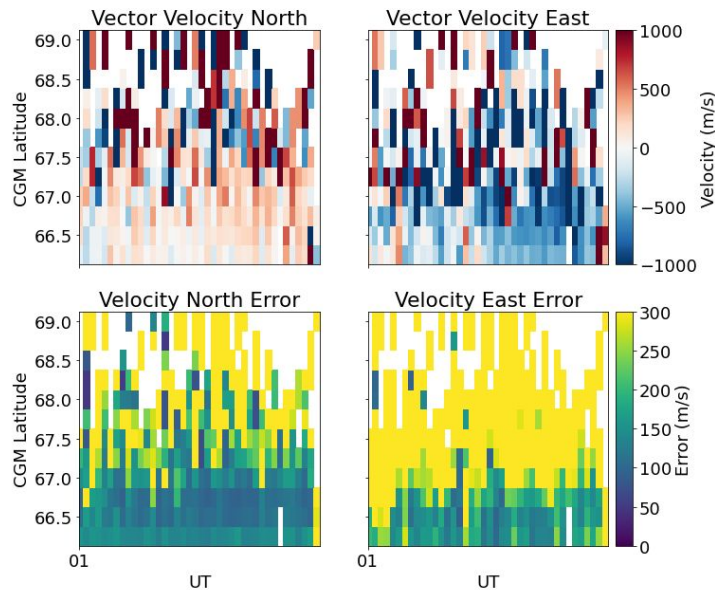 Vector Velocity North
Vector Velocity East
69.0
68.5
68.0
67.5
67.0
66.5
CGM Latitude
1000
500
0
−500
−1000
Velocity (m/s)
Velocity North Error
Velocity East Error
69.0
68.5
68.0
67.5
67.0
66.5
CGM Latitude
300
250
200
150
100
50
0
Error (m/s)
01
01
UT
UT